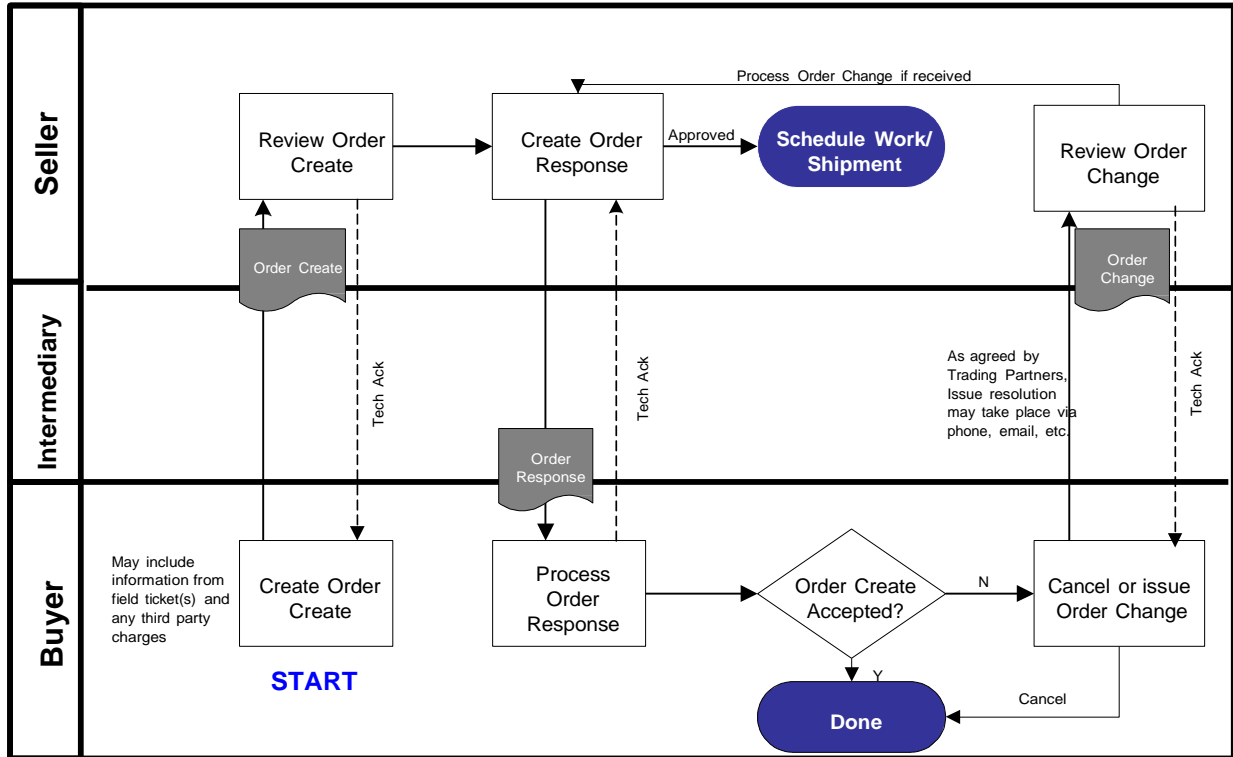 Seller
Process Order Change if received
Review Order
Create
Create Order
Response
Approved
Schedule Work/
Shipment
Review Order
Change
Order Create
Order
Change
Intermediary
Tech Ack
Tech Ack
As agreed by
Trading Partners,
Issue resolution
may take place via
phone, email, etc.
Tech Ack
Order
Response
Buyer
May include
information from
field ticket(s) and
any third party
charges
Create Order
Create
START
Process
Order
Response
Order Create
Accepted?
N
Cancel or issue
Order Change
Y
Done
Cancel